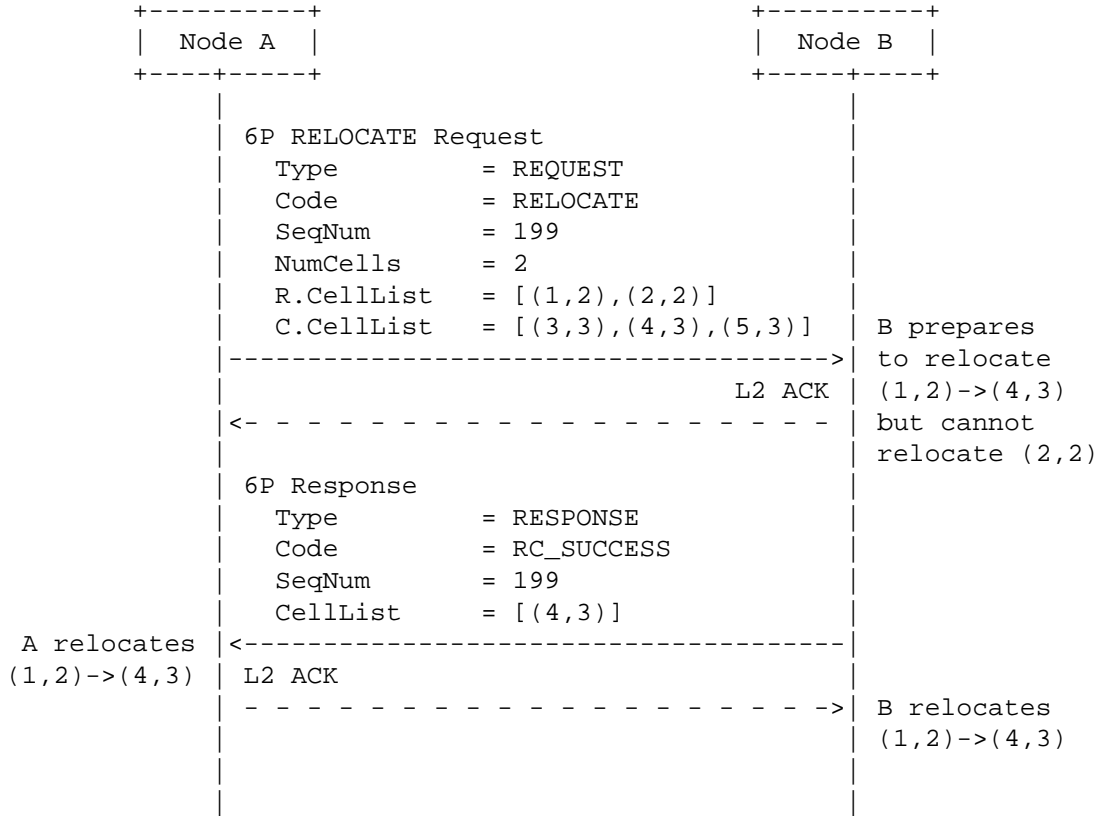 Node A Node B
6P RELOCATE Request
Type = REQUEST
Code = RELOCATE
SeqNum = 199
NumCells = 2
R.CellList = [(1,2),(2,2)]
C.CellList = [(3,3),(4,3),(5,3)] B prepares
to relocate
L2 ACK (1,2)->(4,3)
but cannot
relocate (2,2)
6P Response
Type = RESPONSE
Code = RC_SUCCESS
SeqNum = 199
CellList = [(4,3)]
A relocates
(1,2)->(4,3) L2 ACK
B relocates
(1,2)->(4,3)